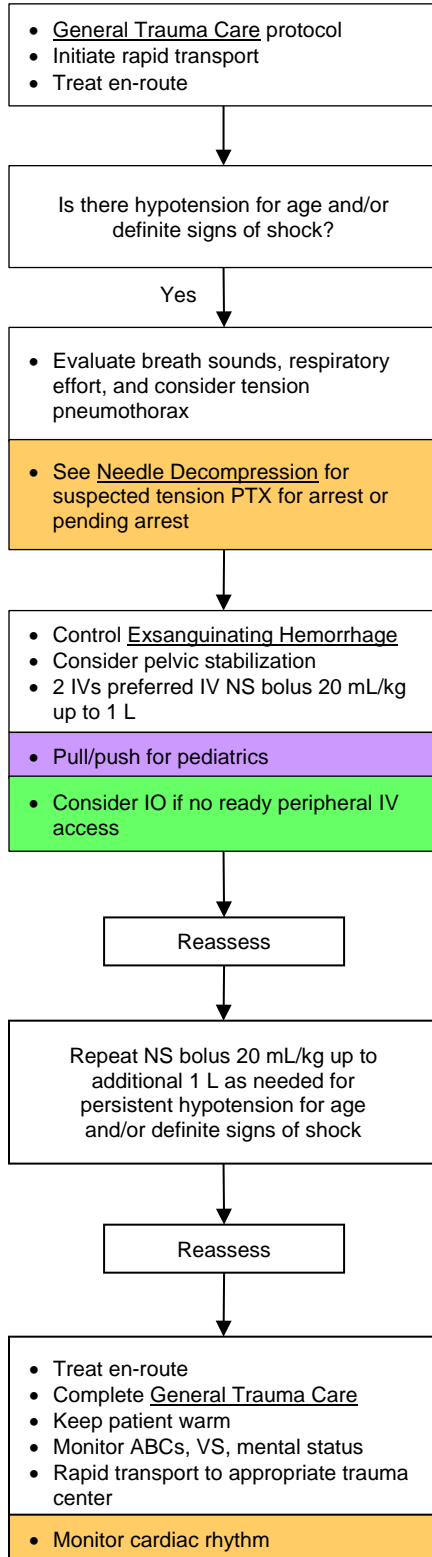 • General Trauma Care protocol
• Initiate rapid transport
• Treat en-route
Is there hypotension for age and/or
definite signs of shock?
Yes
• Evaluate breath sounds, respiratory
effort, and consider tension
pneumothorax
• See Needle Decompression for
suspected tension PTX for arrest or
pending arrest
• Control Exsanguinating Hemorrhage
• Consider pelvic stabilization
• 2 IVs preferred IV NS bolus 20 mL/kg
up to 1 L
• Pull/push for pediatrics
• Consider IO if no ready peripheral IV
access
Reassess
Repeat NS bolus 20 mL/kg up to
additional 1 L as needed for
persistent hypotension for age
and/or definite signs of shock
Reassess
• Treat en-route
• Complete General Trauma Care
• Keep patient warm
• Monitor ABCs, VS, mental status
• Rapid transport to appropriate trauma
center
• Monitor cardiac rhythm